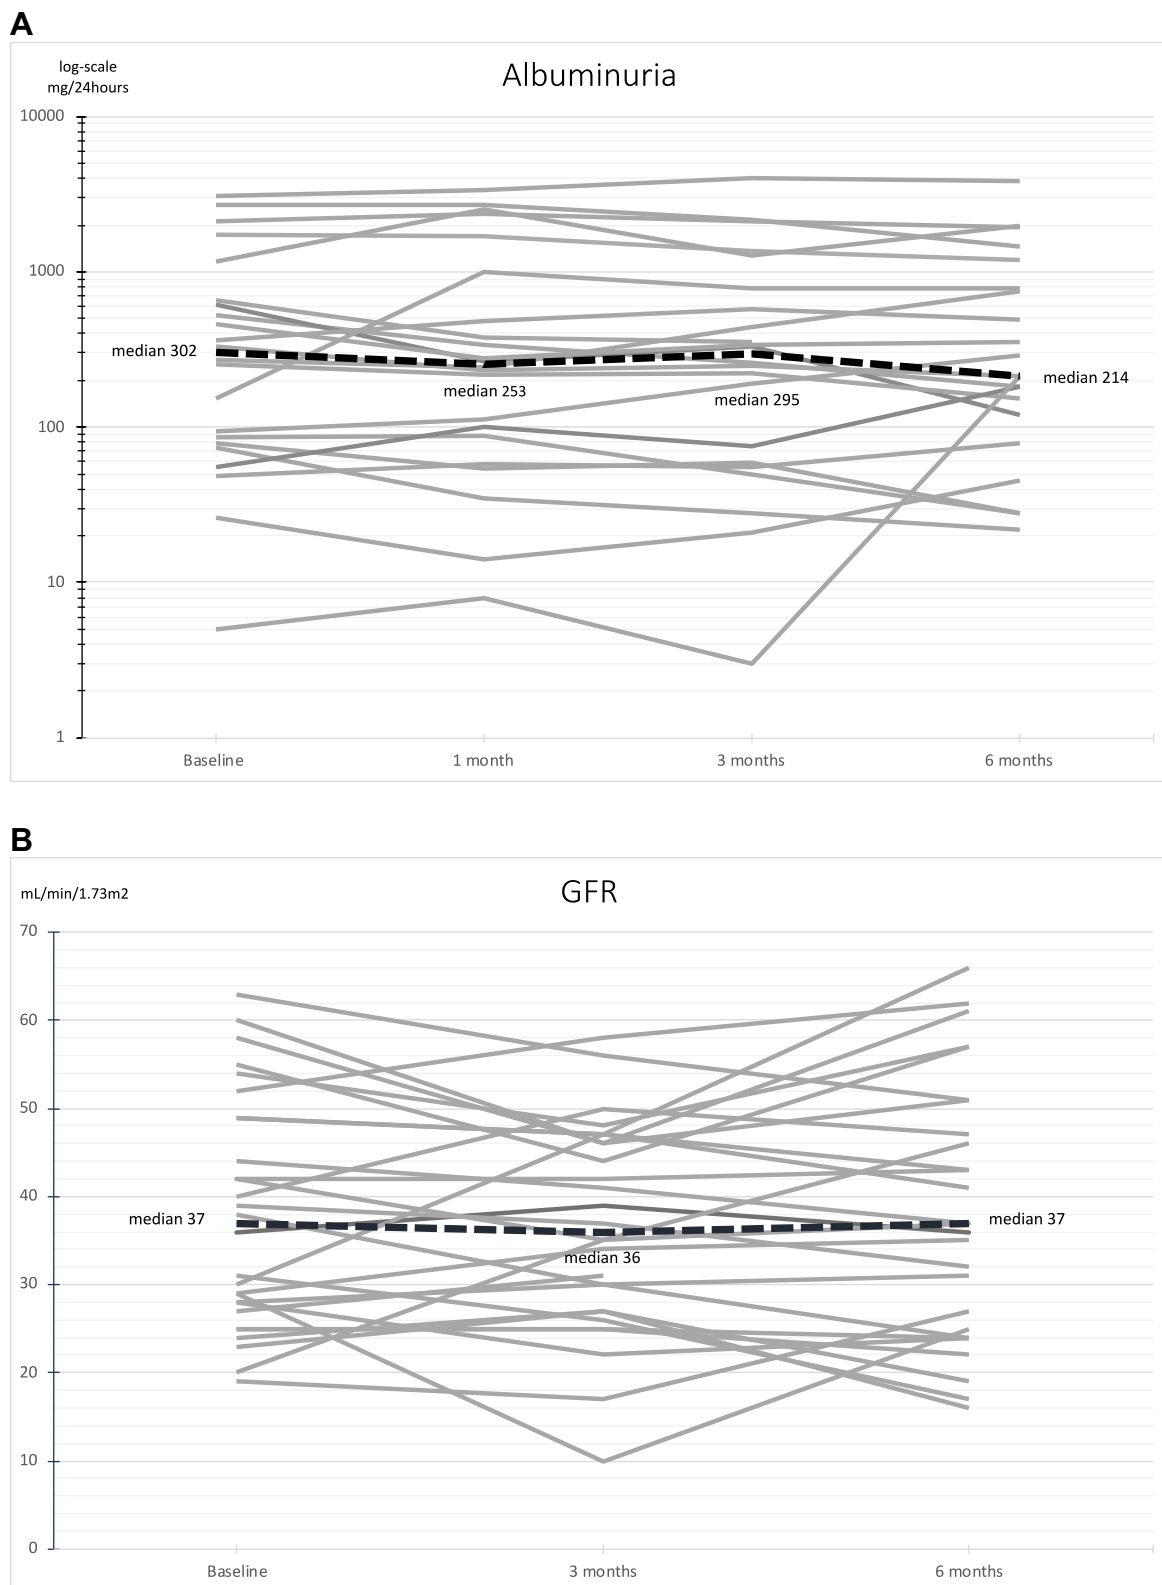 A
log-scale
mg/24hours
Albuminuria
10000
1000
median 302
median 253
median 295
median 214
100
10
1
Baseline
1 month
3 months
6 months
B
mL/min/1.73m2
GFR
70
60
50
40
median 37
median 36
median 37
30
20
10
0
Baseline
3 months
6 months